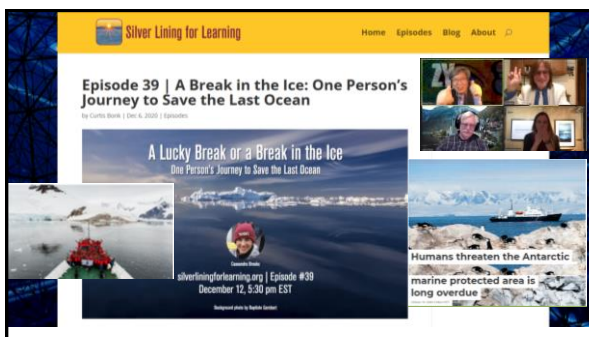 Silver Lining for Learning
Home Episodes Blog About
Episode 39 | A Break in the Ice: One Person's
Journey to Save the Last Ocean
by Curtis Bonk | Dec 6, 2020 | Episodes
A Lucky Break or a Break in the Ice
One Person's Journey to Save the Last Ocean
Cassandra Brooks
silverliningforlearning.org | Episode #39
December 12, 5:30 pm EST
Humans threaten the Antarctic
marine protected area is
long overdue